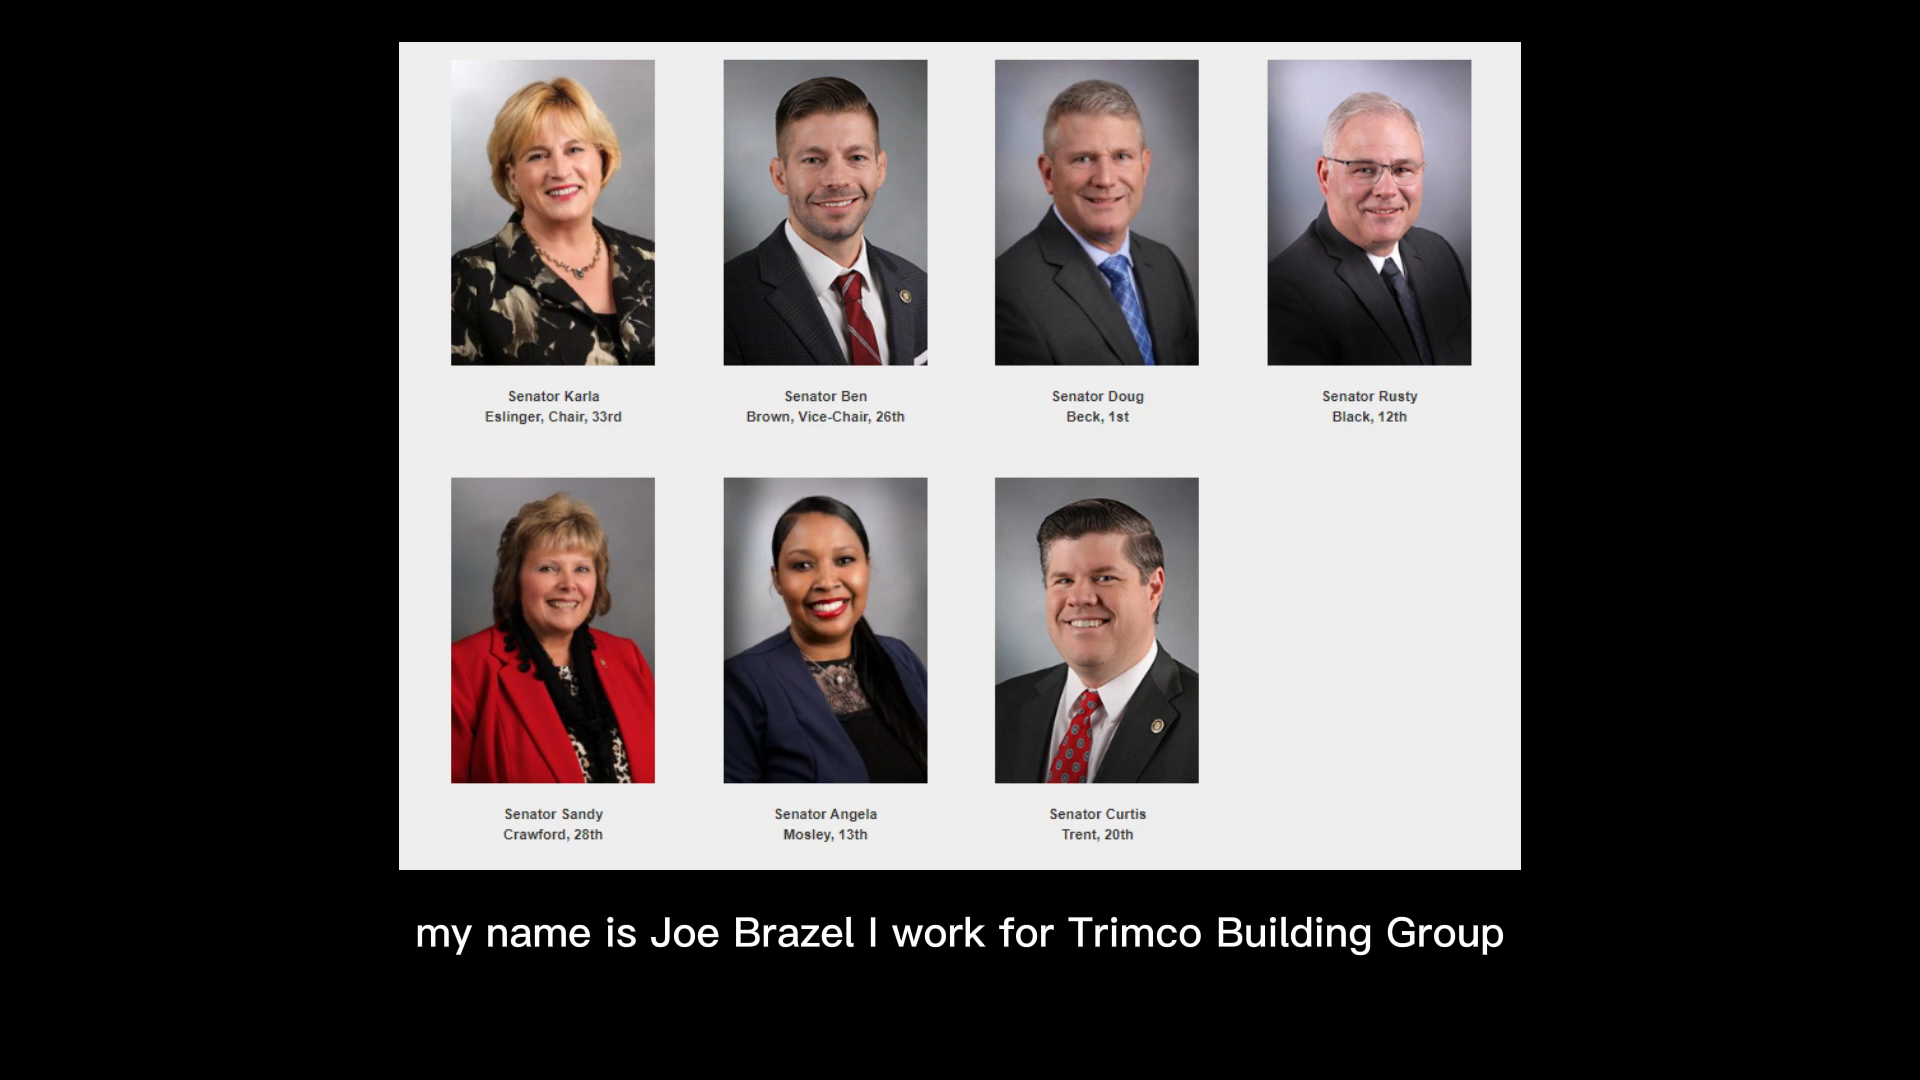 Senator Karla
Eslinger, Chair, 33rd
Senator Ben
Brown, Vice-Chair, 26th
Senator Doug
Beck, 1st
Senator Rusty
Black, 12th
Senator Sandy
Crawford, 28th
Senator Angela
Mosley, 13th
Senator Curtis
Trent, 20th
my name is Joe Brazel I work for Trimco Building Group